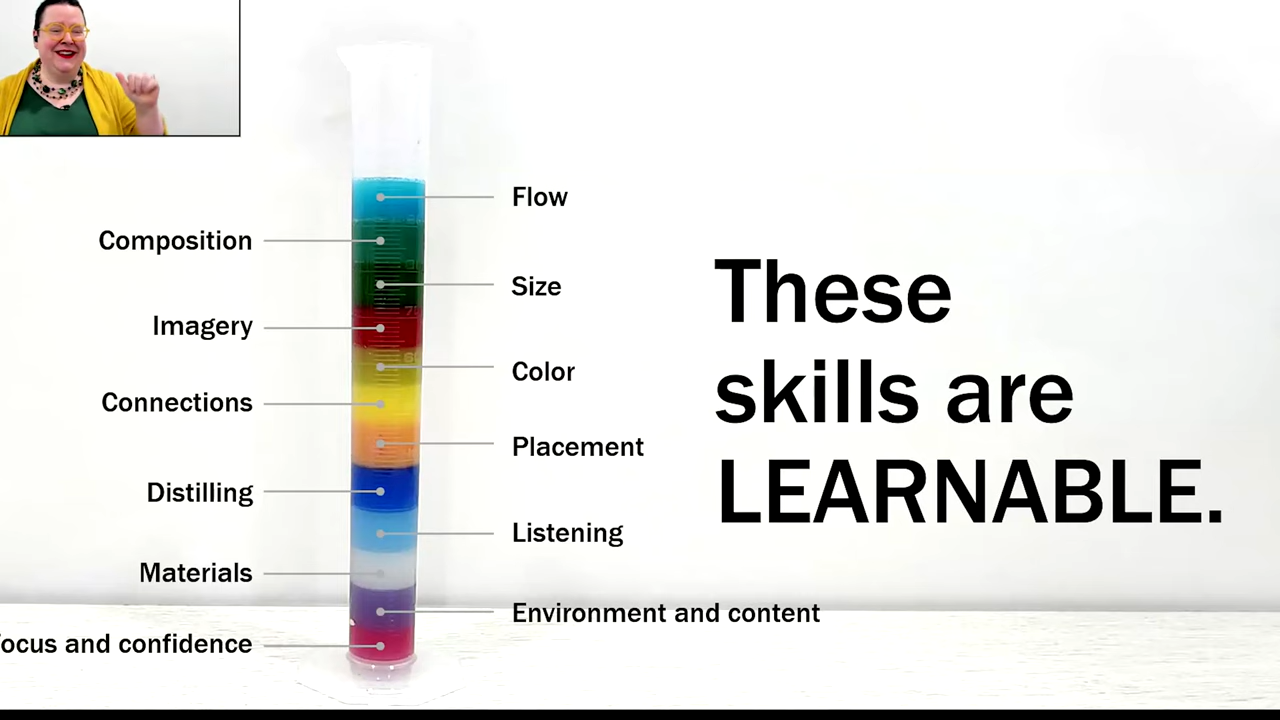 Flow
Composition
Size
Imagery
Color
Connections
Placement
Distilling
Listening
Materials
Environment and content
ocus and confidence
These
skills are
LEARNABLE.